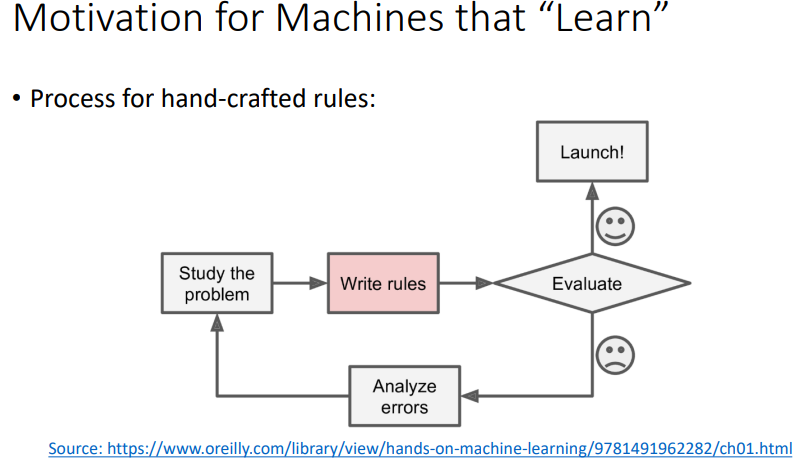 Motivation for Machines that “Learn”
• Process for hand-crafted rules:
Launch!
Study the
problem
Write rules
Evaluate
Analyze
errors
Source: https://www.oreilly.com/library/view/hands-on-machine-learning/9781491962282/ch01.html